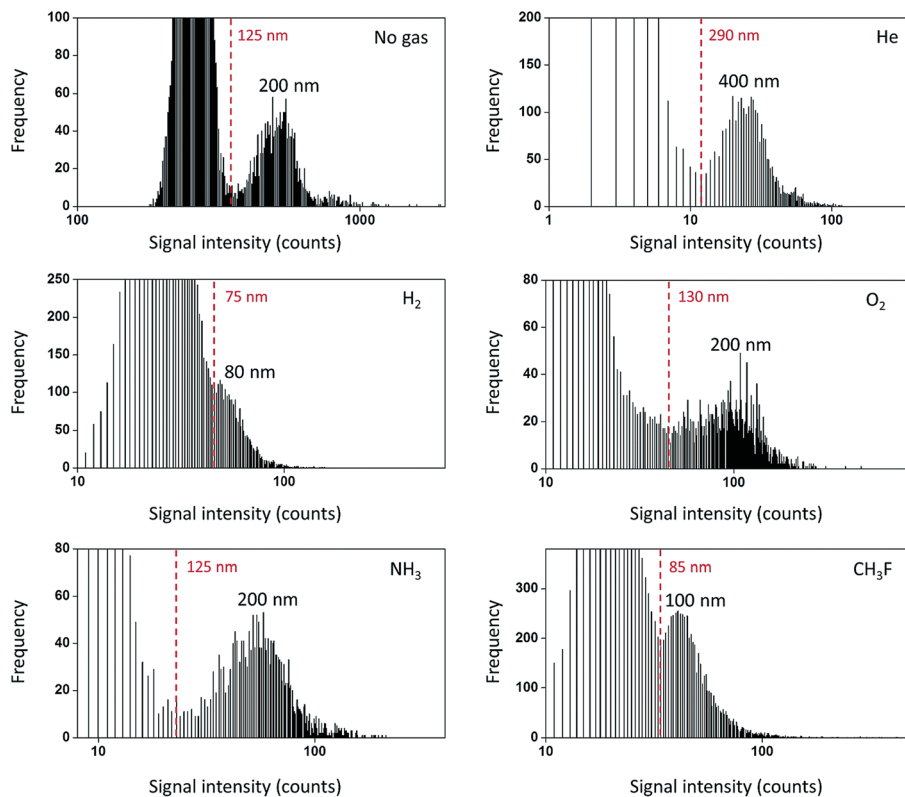 100
80
60
40
20
0
Frequency
125 nm
No gas
200 nm
100
1000
Signal intensity (counts)
200
150
100
50
0
Frequency
290 nm
He
400 nm
1
10
100
Signal intensity (counts)
250
200
150
100
50
0
Frequency
75 nm
H2
80 nm
10
100
Signal intensity (counts)
80
60
40
20
0
Frequency
130 nm
O2
200 nm
10
100
Signal intensity (counts)
80
60
40
20
0
Frequency
125 nm
NH3
200 nm
10
100
Signal intensity (counts)
300
200
100
0
Frequency
85 nm
CH3F
100 nm
10
100
Signal intensity (counts)